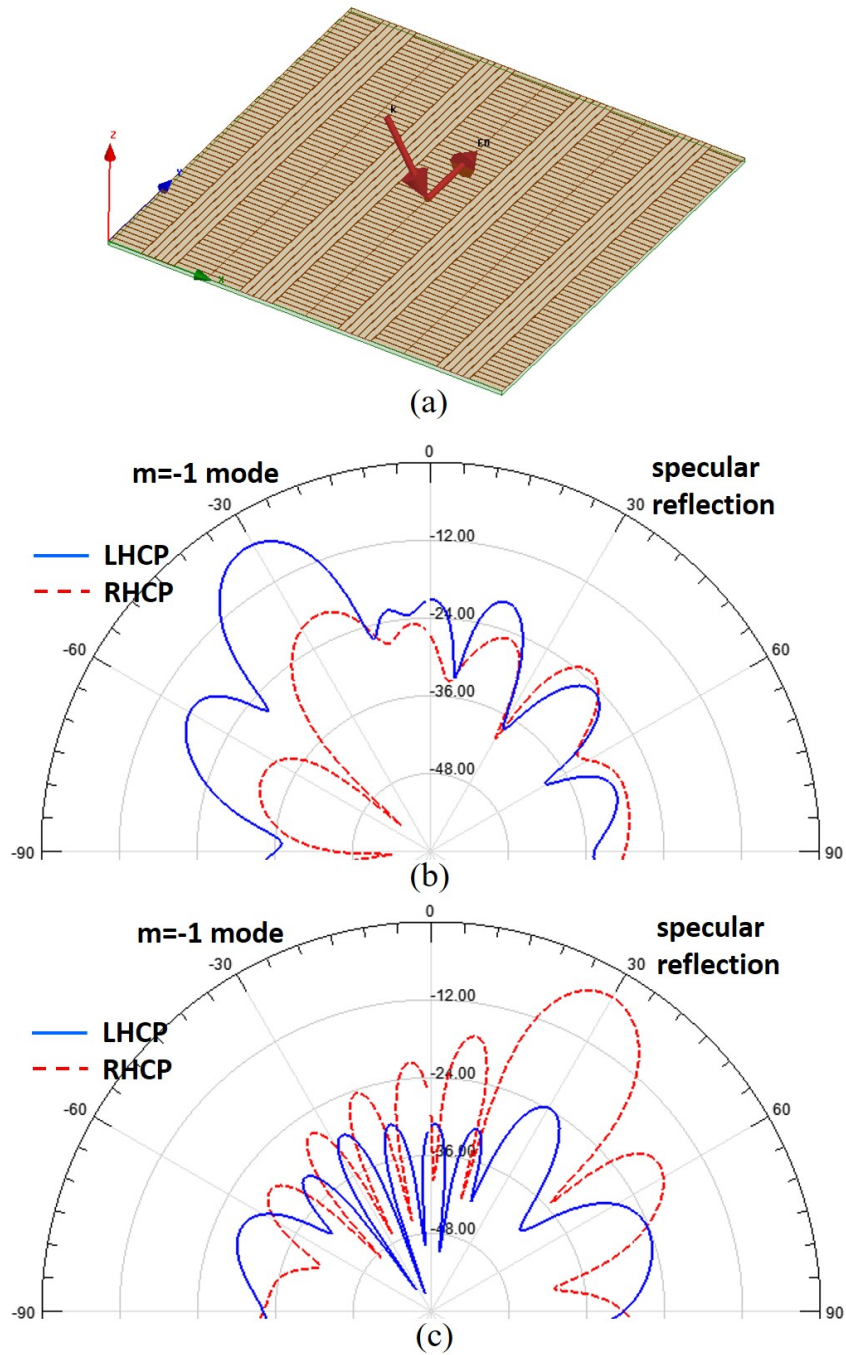 z
k
E0
x
(a)
0
m=-1 mode
specular
reflection
-30
30
-12.00
LHCP
RHCP
-24.00
-60
60
-36.00
-48.00
-90
90
(b)
0
m=-1 mode
specular
reflection
-30
30
-12.00
LHCP
RHCP
-24.00
-60
60
-36.00
-48.00
-90
90
(c)